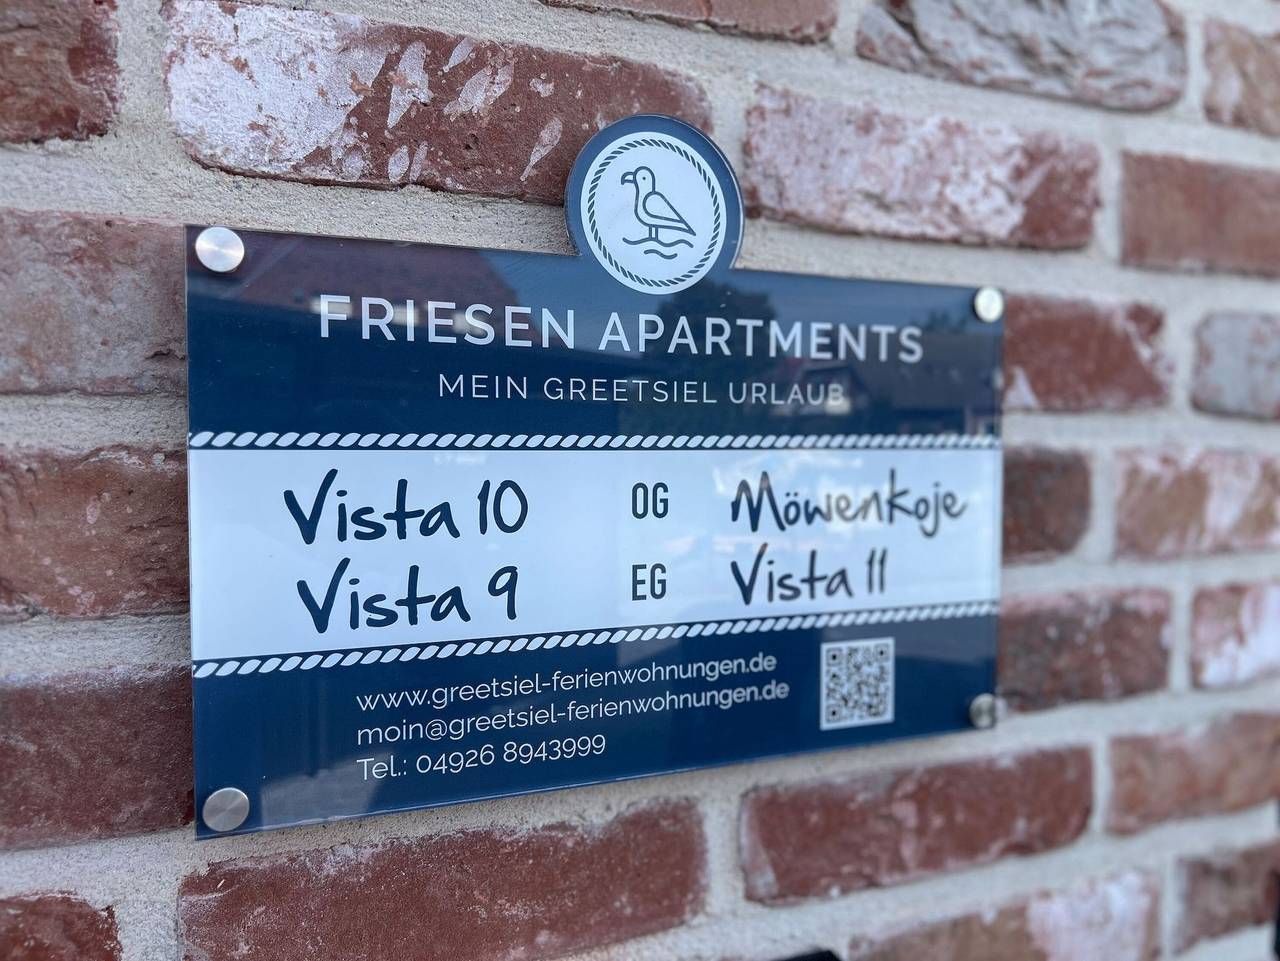 FRIESEN APARTMENTS
MEIN GREETSIEL URLAUB
Vista 10 OG Möwenkoje
Vista 9 EG Vista 11
www.greetsiel-ferienwohnungen.de
moin@greetsiel-ferienwohnungen.de
Tel.: 04926 8943999